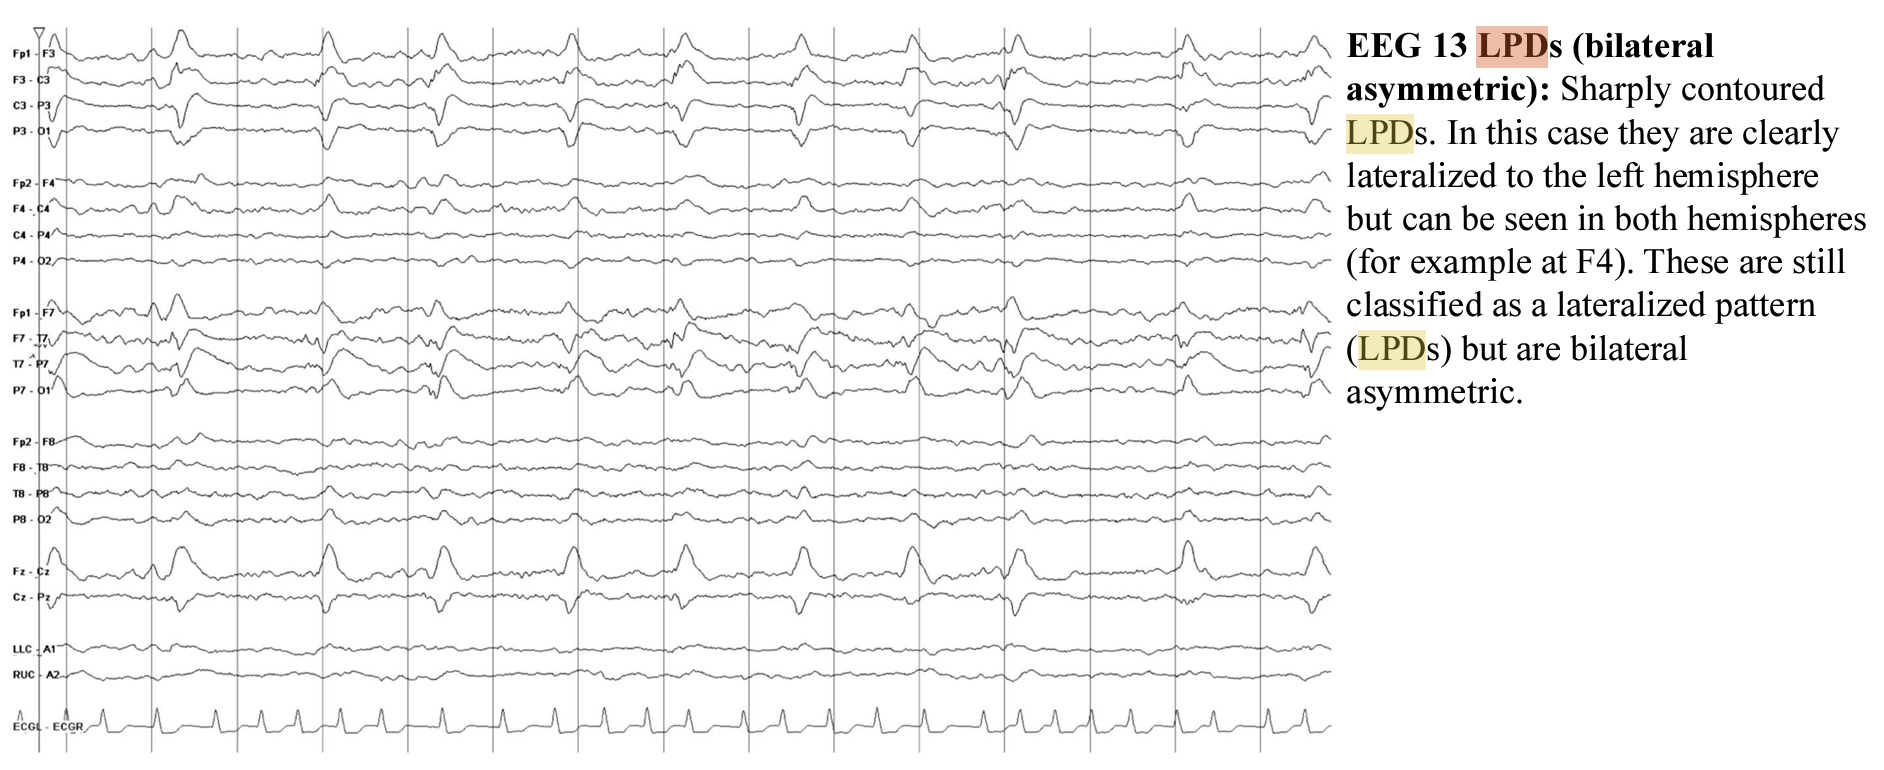 Fp1 - F3
F3 - C3
C3 - P3
P3 - O1
Fp2 - F4
F4 - C4
C4 - P4
P4 - O2
Fp1 - F7
F7 - T7
T7 - P7
P7 - O1
Fp2 - F8
F8 - T8
T8 - P8
P8 - O2
Fz - Cz
Cz - Pz
LLC - A1
RUC - A2
ECGL - ECGR
EEG 13 LPDs (bilateral
asymmetric): Sharply contoured
LPDs. In this case they are clearly
lateralized to the left hemisphere
but can be seen in both hemispheres
(for example at F4). These are still
classified as a lateralized pattern
(LPDs) but are bilateral
asymmetric.